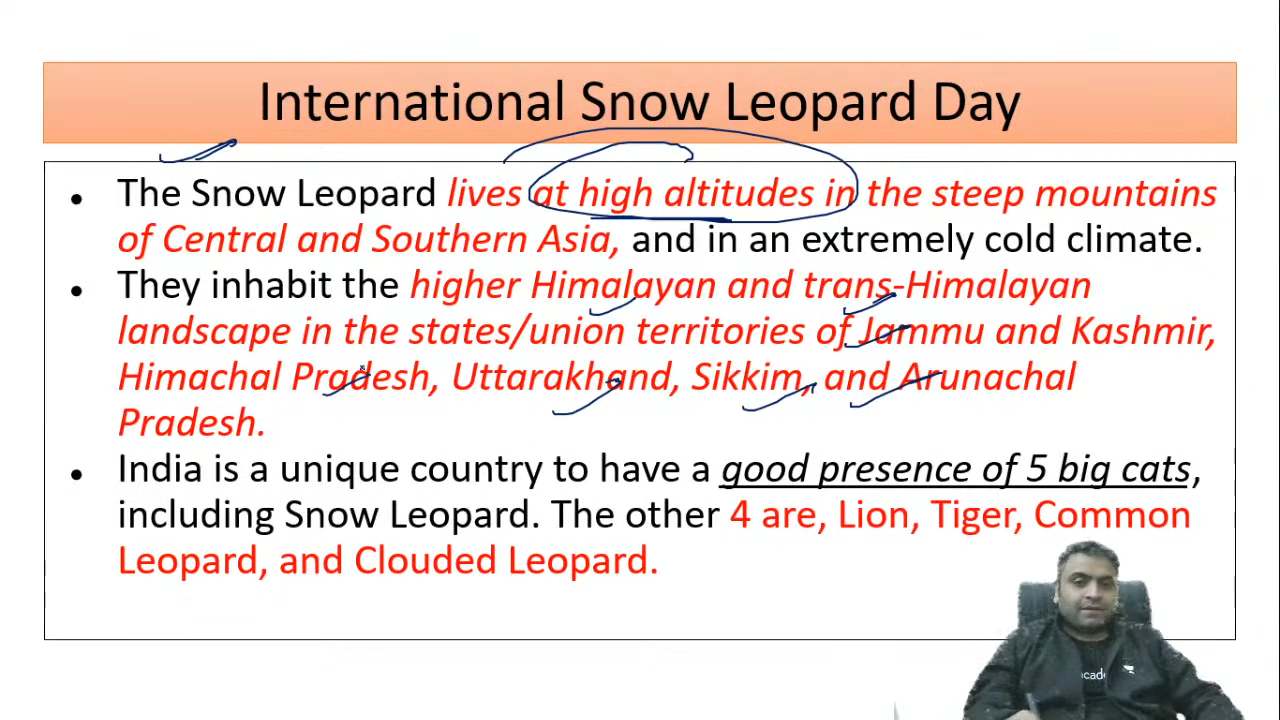 International Snow Leopard Day
• The Snow Leopard lives at high altitudes in the steep mountains
of Central and Southern Asia, and in an extremely cold climate.
• They inhabit the higher Himalayan and trans-Himalayan
landscape in the states/union territories of Jammu and Kashmir,
Himachal Pradesh, Uttarakhand, Sikkim, and Arunachal
Pradesh.
• India is a unique country to have a good presence of 5 big cats,
including Snow Leopard. The other 4 are, Lion, Tiger, Common
Leopard, and Clouded Leopard.